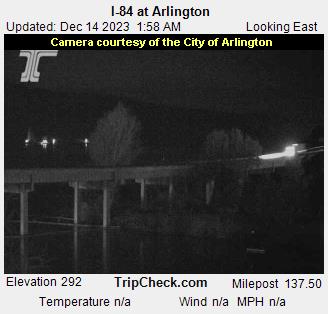 I-84 at Arlington
Updated: Dec 14 2023 1:58 AM Looking East
Camera courtesy of the City of Arlington
Elevation 292 TripCheck.com Milepost 137.50
Temperature n/a Wind n/a MPH n/a